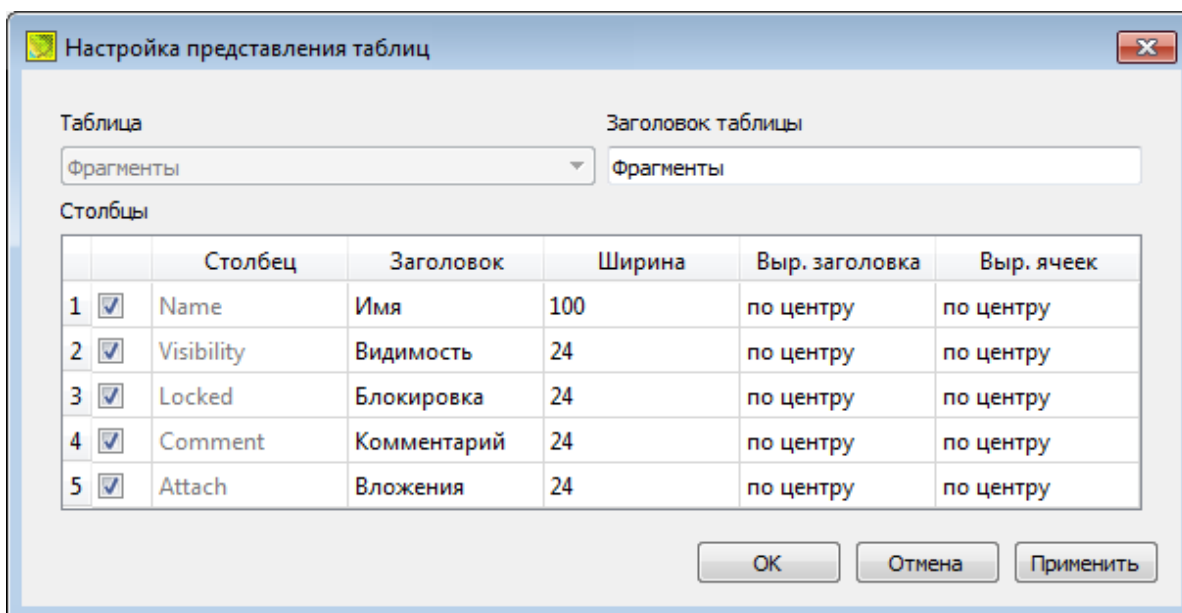 Настройка представления таблиц
Таблица Заголовок таблицы
Фрагменты Фрагменты
Столбцы
Столбец Заголовок Ширина Выр. заголовка Выр. ячеек
1 Name Имя 100 по центру по центру
2 Visibility Видимость 24 по центру по центру
3 Locked Блокировка 24 по центру по центру
4 Comment Комментарий 24 по центру по центру
5 Attach Вложения 24 по центру по центру
OK Отмена Применить